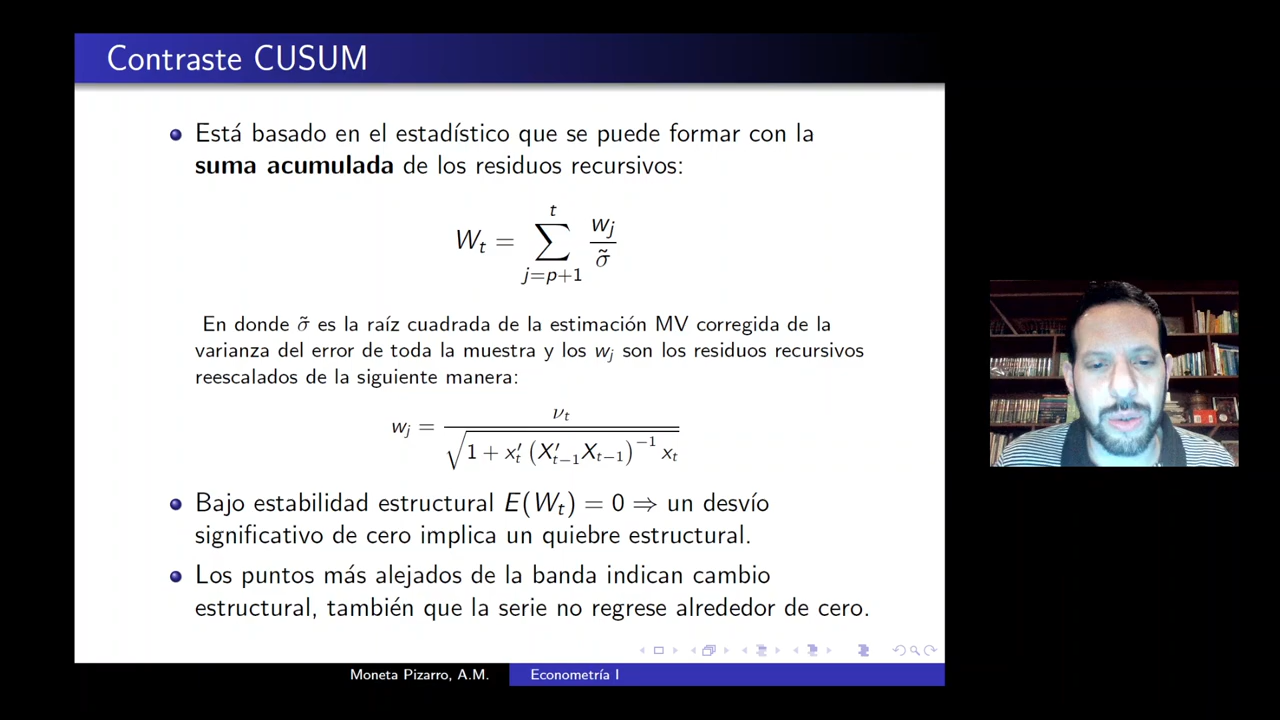 Contraste CUSUM
Está basado en el estadístico que se puede formar con la
suma acumulada de los residuos recursivos:
W_t = \sum_{j=p+1}^{t} \frac{w_j}{\tilde{\sigma}}
En donde σ̃ es la raíz cuadrada de la estimación MV corregida de la
varianza del error de toda la muestra y los w_j son los residuos recursivos
reescalados de la siguiente manera:
w_j = \frac{\nu_t}{\sqrt{1 + x'_t (X'_{t-1} X_{t-1})^{-1} x_t}}
Bajo estabilidad estructural E(W_t) = 0 ⇒ un desvío
significativo de cero implica un quiebre estructural.
Los puntos más alejados de la banda indican cambio
estructural, también que la serie no regrese alrededor de cero.
Moneta Pizarro, A.M. Econometría I